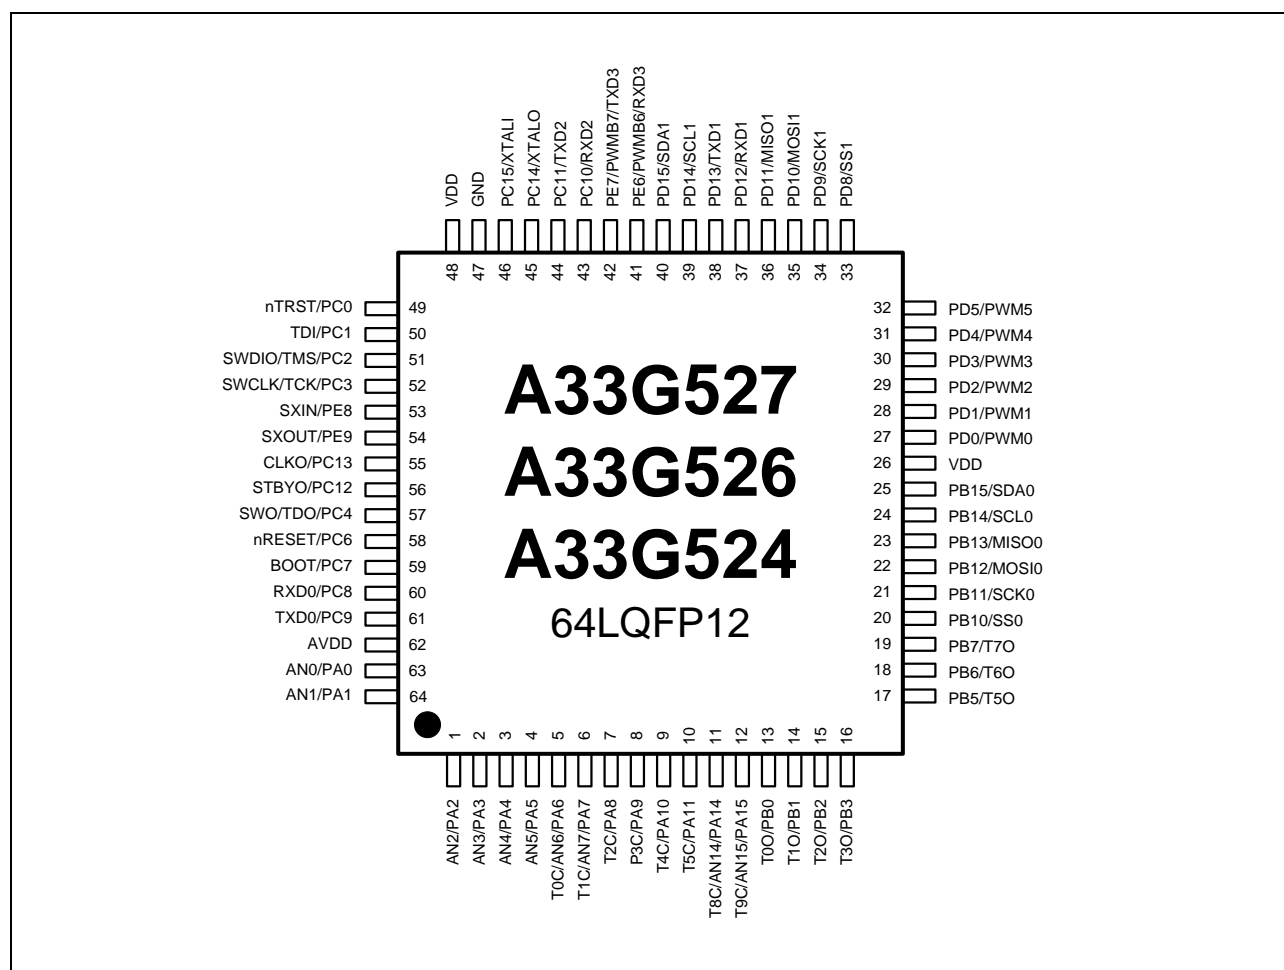 VDD
GND
PC15/XTALI
PC14/XTALO
PC11/TXD2
PC10/RXD2
PE7/PWMB7/TXD3
PE6/PWMB6/RXD3
PD15/SDA1
PD14/SCL1
PD13/TXD1
PD12/RXD1
PD11/MISO1
PD10/MOSI1
PD9/SCK1
PD8/SS1
48
47
46
45
44
43
42
41
40
39
38
37
36
35
34
33
nTRST/PC0 49
TDI/PC1 50
SWDIO/TMS/PC2 51
SWCLK/TCK/PC3 52
SXIN/PE8 53
SXOUT/PE9 54
CLKO/PC13 55
STBYO/PC12 56
SWO/TDO/PC4 57
nRESET/PC6 58
BOOT/PC7 59
RXD0/PC8 60
TXD0/PC9 61
AVDD 62
AN0/PA0 63
AN1/PA1 64
A33G527
A33G526
A33G524
64LQFP12
32 PD5/PWM5
31 PD4/PWM4
30 PD3/PWM3
29 PD2/PWM2
28 PD1/PWM1
27 PD0/PWM0
26 VDD
25 PB15/SDA0
24 PB14/SCL0
23 PB13/MISO0
22 PB12/MOSI0
21 PB11/SCK0
20 PB10/SS0
19 PB7/T7O
18 PB6/T6O
17 PB5/T5O
1
2
3
4
5
6
7
8
9
10
11
12
13
14
15
16
AN2/PA2
AN3/PA3
AN4/PA4
AN5/PA5
T0C/AN6/PA6
T1C/AN7/PA7
T2C/PA8
P3C/PA9
T4C/PA10
T5C/PA11
T8C/AN14/PA14
T9C/AN15/PA15
T0O/PB0
T1O/PB1
T2O/PB2
T3O/PB3